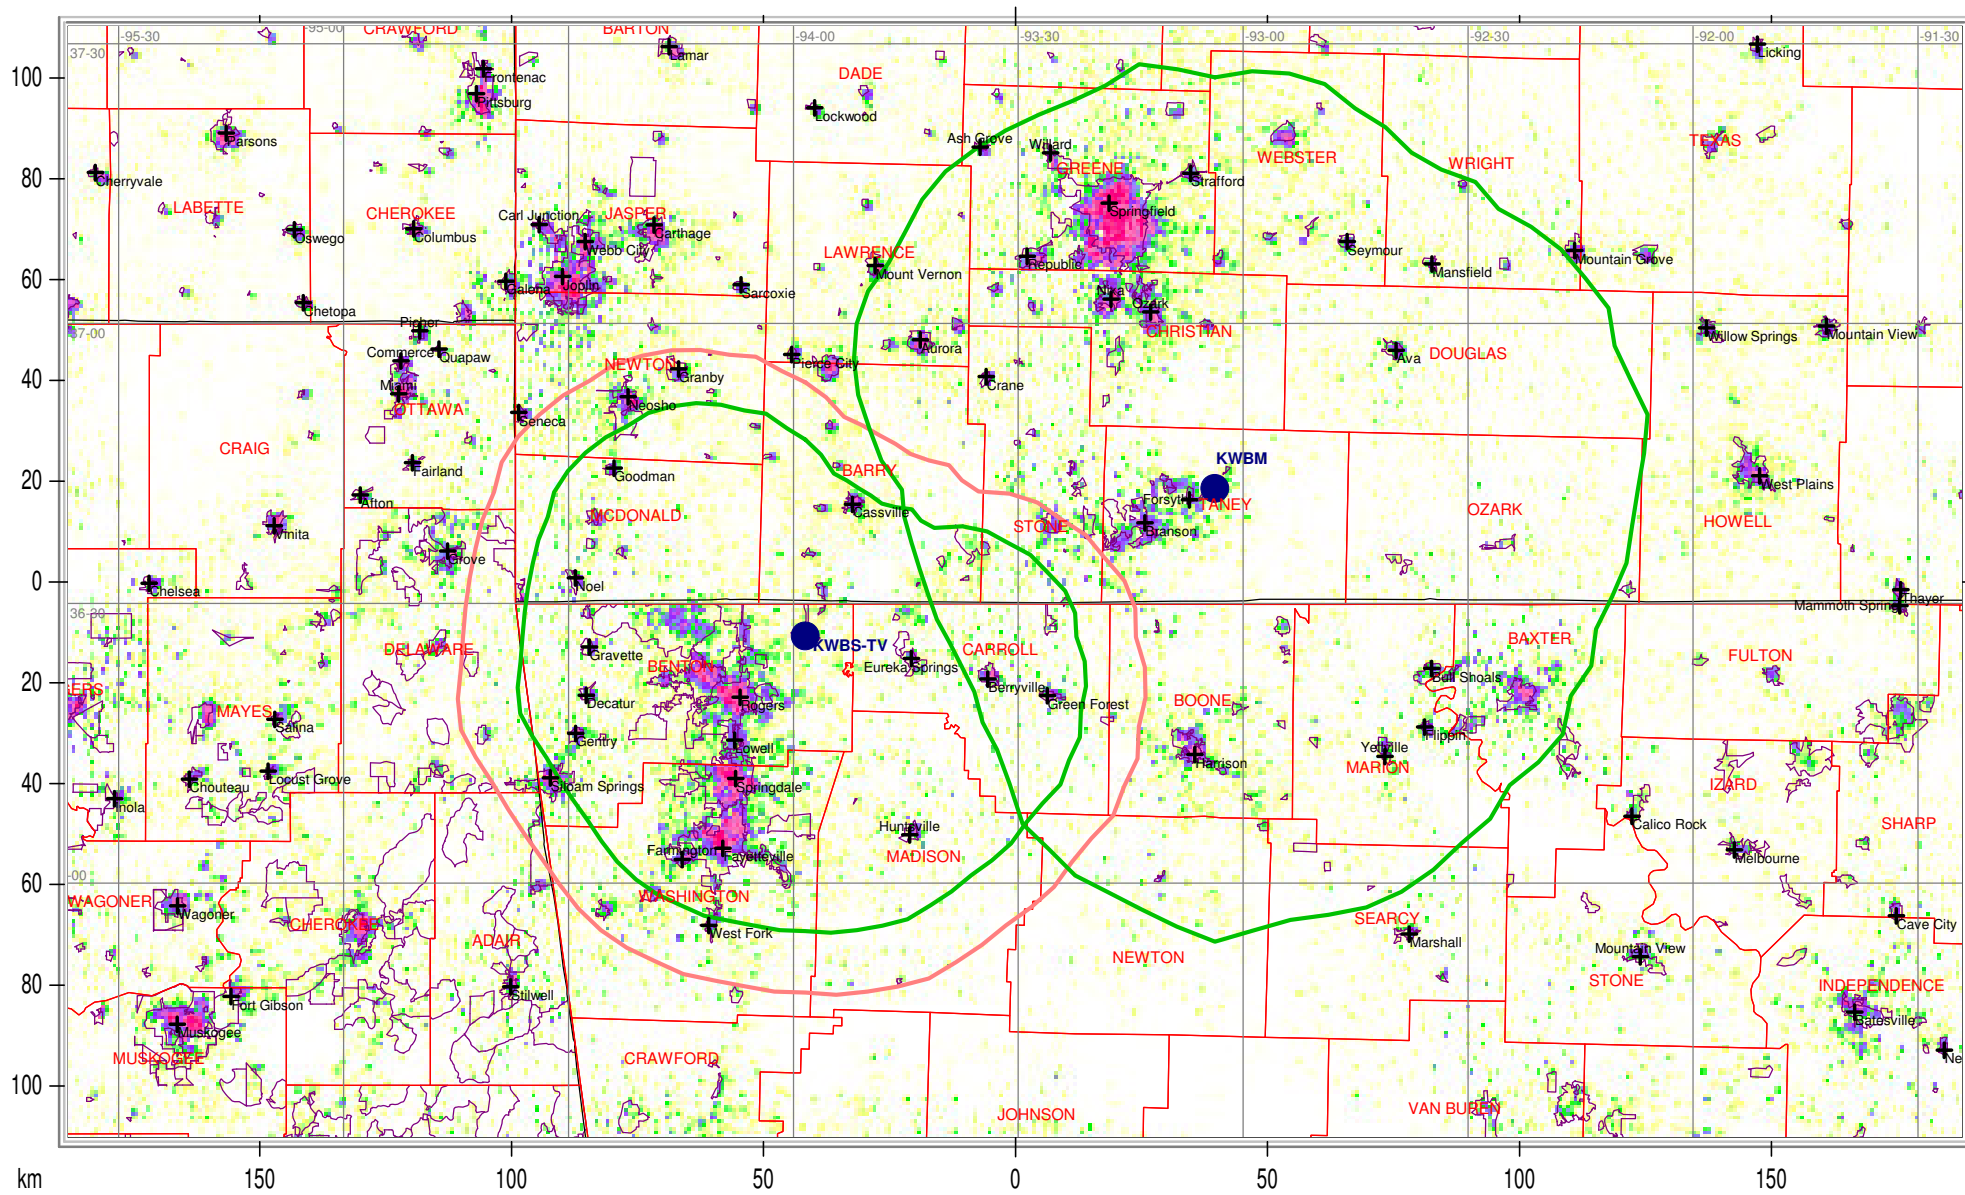 -95-30
-95-00
-94-00
-93-30
-93-00
-92-30
-92-00
-91-30
37-30
CRAWFORD
BARTON
Lamar
Licking
100
Frontenac
DADE
Pittsburg
Lockwood
Parsons
Ash Grove
Willard
TEXAS
WEBSTER
WRIGHT
GREENE
80
Cherryvale
Strafford
LABETTE
CHEROKEE
Carl Junction
JASPER
Springfield
Oswego
Columbus
Carthage
Webb City
LAWRENCE
Seymour
Republic
Mount Vernon
Mansfield
Mountain Grove
60
Galena
Joplin
Sarcoxie
Nixa
Ozark
Chetopa
Picher
CHRISTIAN
37-00
Willow Springs
Mountain View
Commerce
Quapaw
Aurora
Ava
DOUGLAS
NEWTON
Pierce City
40
Miami
Granby
Crane
OTTAWA
Neosho
Seneca
CRAIG
KWBM
Fairland
Goodman
BARRY
20
West Plains
Afton
Forsyth
TANEY
OZARK
Cassville
MCDONALD
STONE
HOWELL
Vinita
Branson
Grove
0
Chelsea
Noel
Thayer
Mammoth Spring
36-30
BAXTER
DELAWARE
KWBS-TV
CARROLL
Gravette
BENTON
Eureka Springs
FULTON
Bull Shoals
20
Berryville
MAYES
Decatur
Rogers
Green Forest
BOONE
Salina
Gentry
Lowell
Flippin
Yellville
Harrison
MARION
40
Chouteau
Locust Grove
Siloam Springs
Springdale
IZARD
Inola
Huntsville
Calico Rock
SHARP
Farmington
Fayetteville
MADISON
Melbourne
60
-00
WAGONER
WASHINGTON
Wagoner
CHEROKEE
SEARCY
Cave City
ADAIR
West Fork
Marshall
Mountain View
NEWTON
STONE
80
INDEPENDENCE
Stilwell
Fort Gibson
Muskogee
Batesville
MUSKOGEE
CRAWFORD
Ne
100
JOHNSON
VAN BUREN
km
150
100
50
0
50
100
150